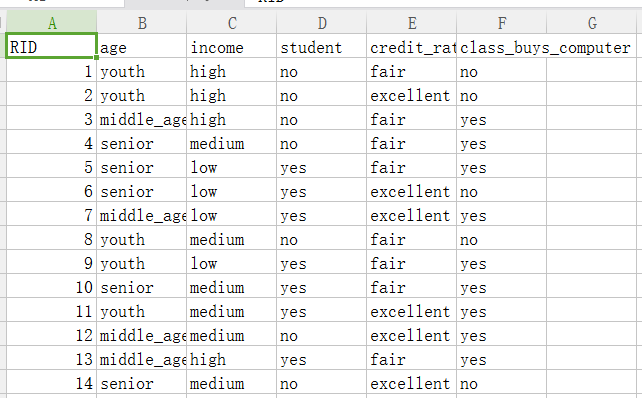 A B C D E F G
RID age income student credit_rat class_buys_computer
1 youth high no fair no
2 youth high no excellent no
3 middle_age high no fair yes
4 senior medium no fair yes
5 senior low yes fair yes
6 senior low yes excellent no
7 middle_age low yes excellent yes
8 youth medium no fair no
9 youth low yes fair yes
10 senior medium yes fair yes
11 youth medium yes excellent yes
12 middle_age medium no excellent yes
13 middle_age high yes fair yes
14 senior medium no excellent no